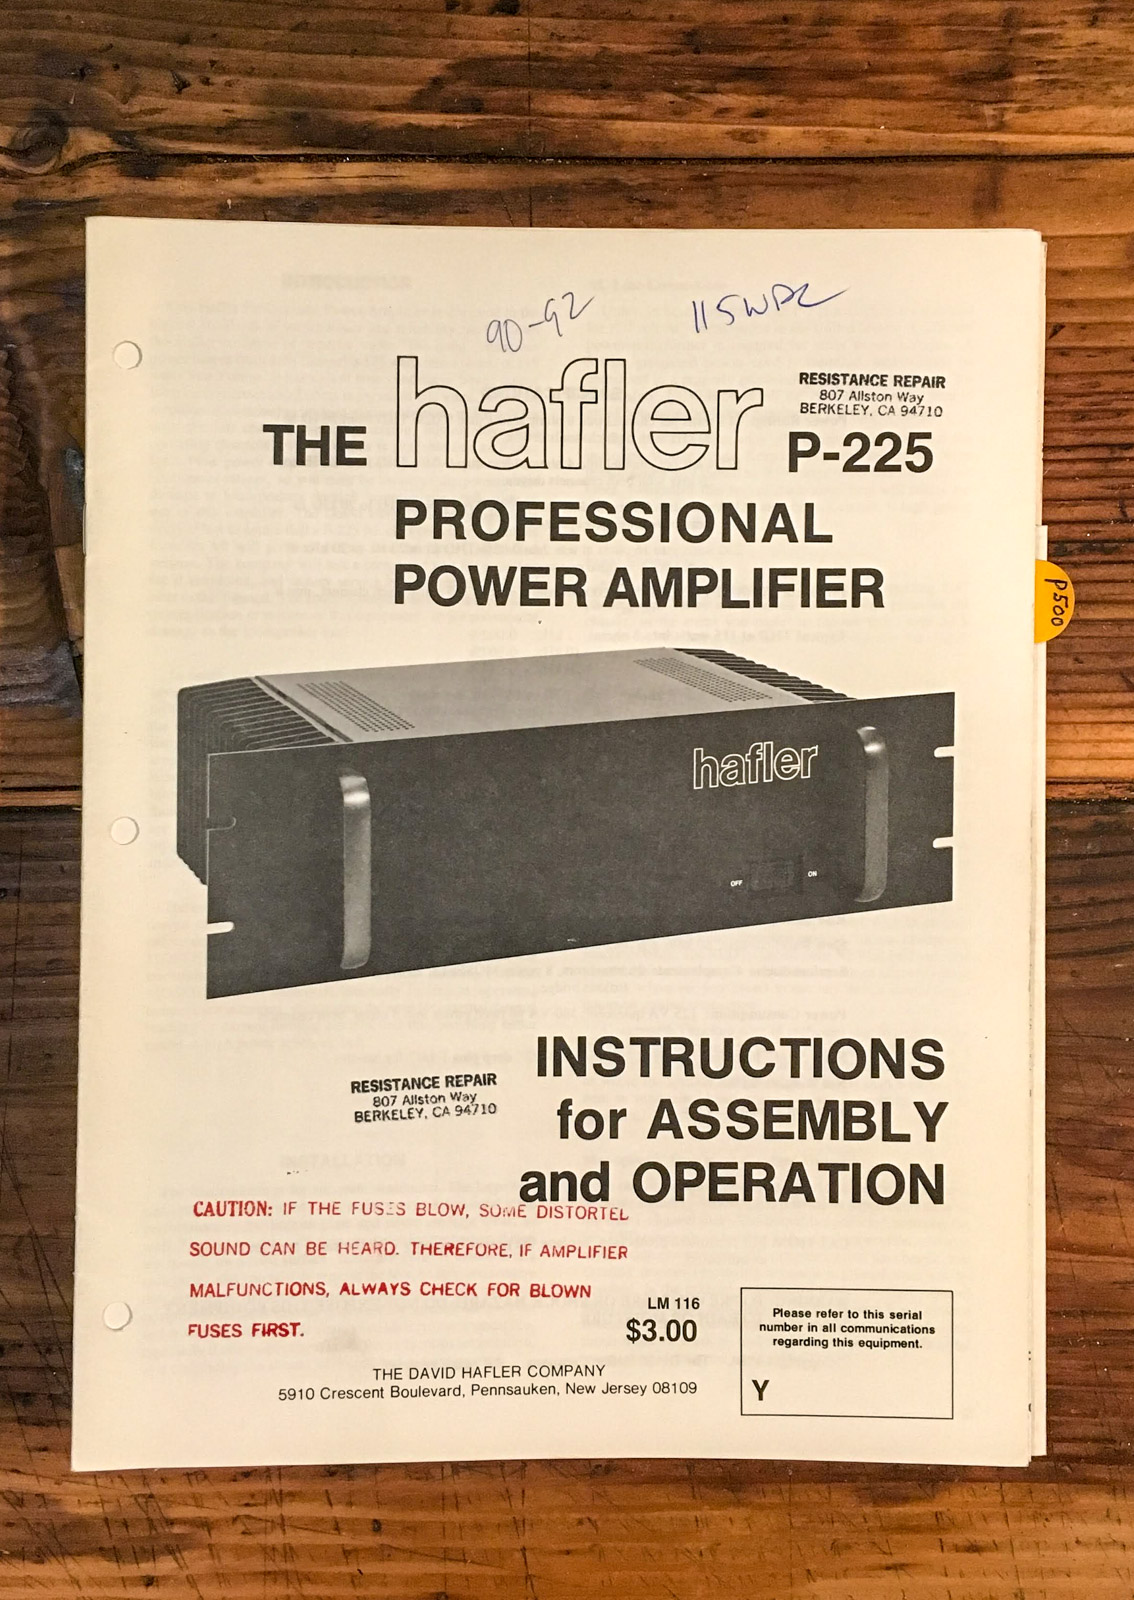 90-92
115WPC
hafler
RESISTANCE REPAIR
807 Allston Way
BERKELEY, CA 94710
THE
P-225
PROFESSIONAL
POWER AMPLIFIER
P500
hafler
OFF
ON
INSTRUCTIONS
for ASSEMBLY
and OPERATION
RESISTANCE REPAIR
807 Allston Way
BERKELEY, CA 94710
CAUTION: IF THE FUSES BLOW, SOME DISTORTEL
SOUND CAN BE HEARD. THEREFORE, IF AMPLIFIER
MALFUNCTIONS, ALWAYS CHECK FOR BLOWN
FUSES FIRST.
LM 116
$3.00
Please refer to this serial
number in all communications
regarding this equipment.
Y
THE DAVID HAFLER COMPANY
5910 Crescent Boulevard, Pennsauken, New Jersey 08109